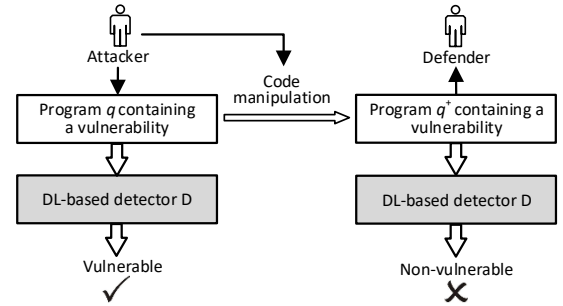 Attacker
Defender
Code
manipulation
Program q containing
a vulnerability
Program q⁺ containing a
vulnerability
DL-based detector D
DL-based detector D
Vulnerable
Non-vulnerable